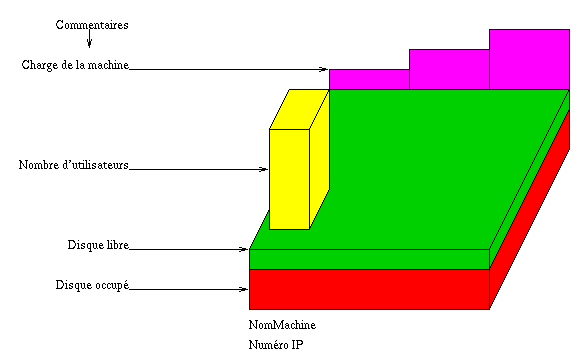 Commentaires
Charge de la machine
Nombre d'utilisateurs
Disque libre
Disque occupé
NomMachine
Numéro IP